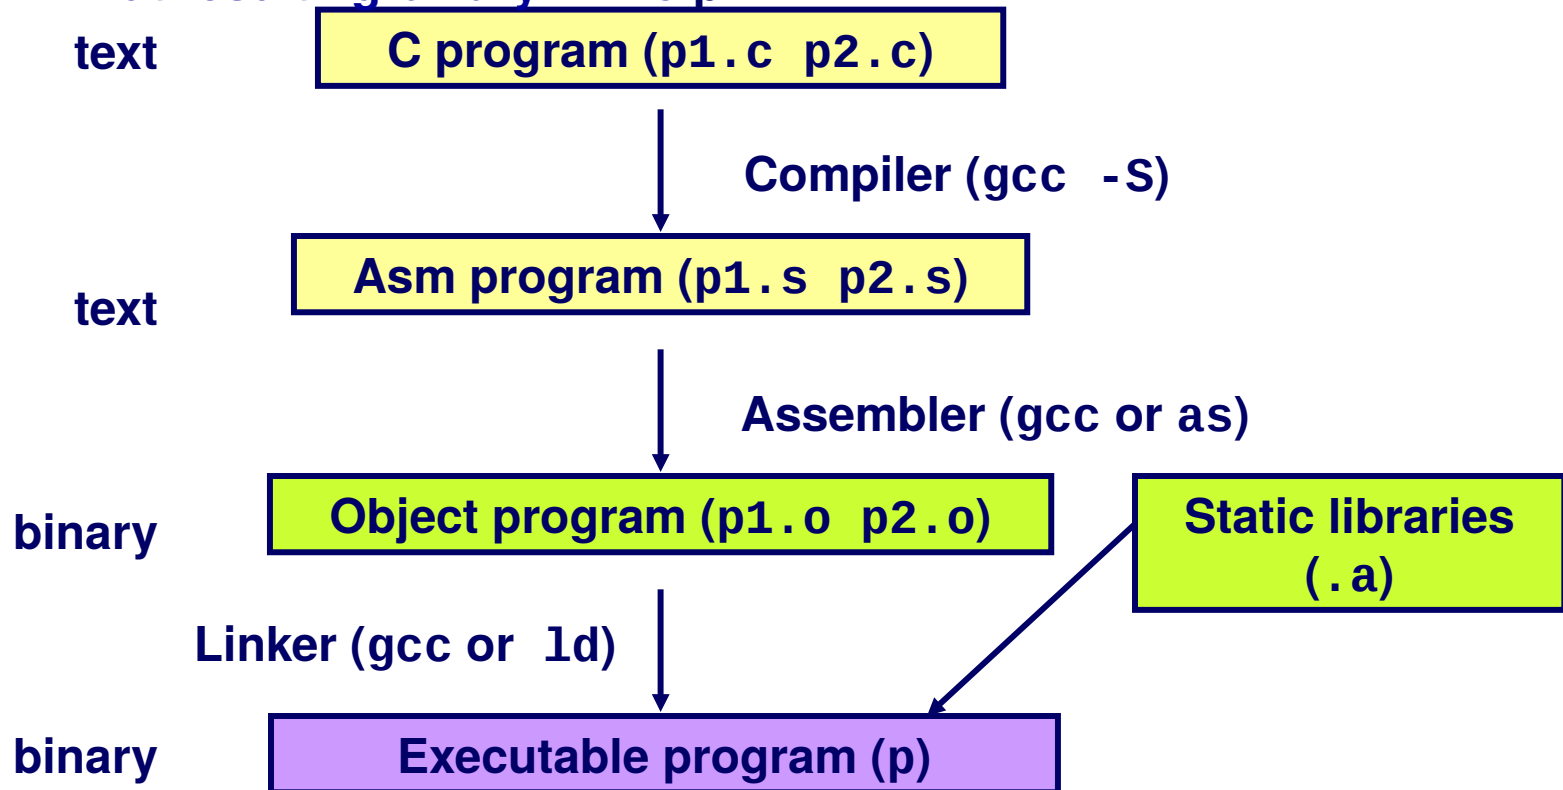 text
C program (p1.c p2.c)
Compiler (gcc -S)
text
Asm program (p1.s p2.s)
Assembler (gcc or as)
binary
Object program (p1.o p2.o)
Static libraries
(.a)
Linker (gcc or ld)
binary
Executable program (p)